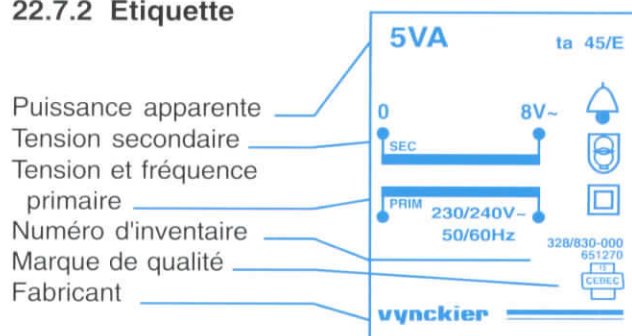 22.7.2 Etiquette
Puissance apparente
Tension secondaire
Tension et fréquence
primaire
Numéro d'inventaire
Marque de qualité
Fabricant
5VA
ta 45/E
0
8V~
SEC
PRIM
230/240V~
50/60Hz
328/830-000
651270
CEBEC
vynckier